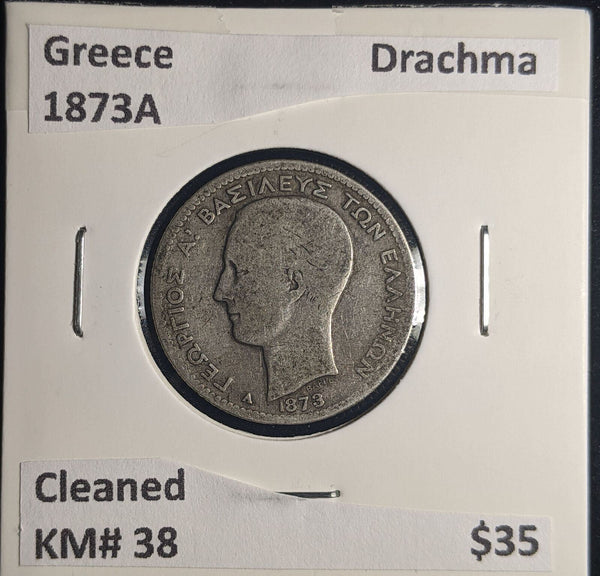 Greece Drachma
1873A
ΓΕΩΡΓΙΟΣ Α! ΒΑΣΙΛΕΥΣ ΤΩΝ ΕΛΛΗΝΩΝ
A 1873
Cleaned
KM# 38 $35